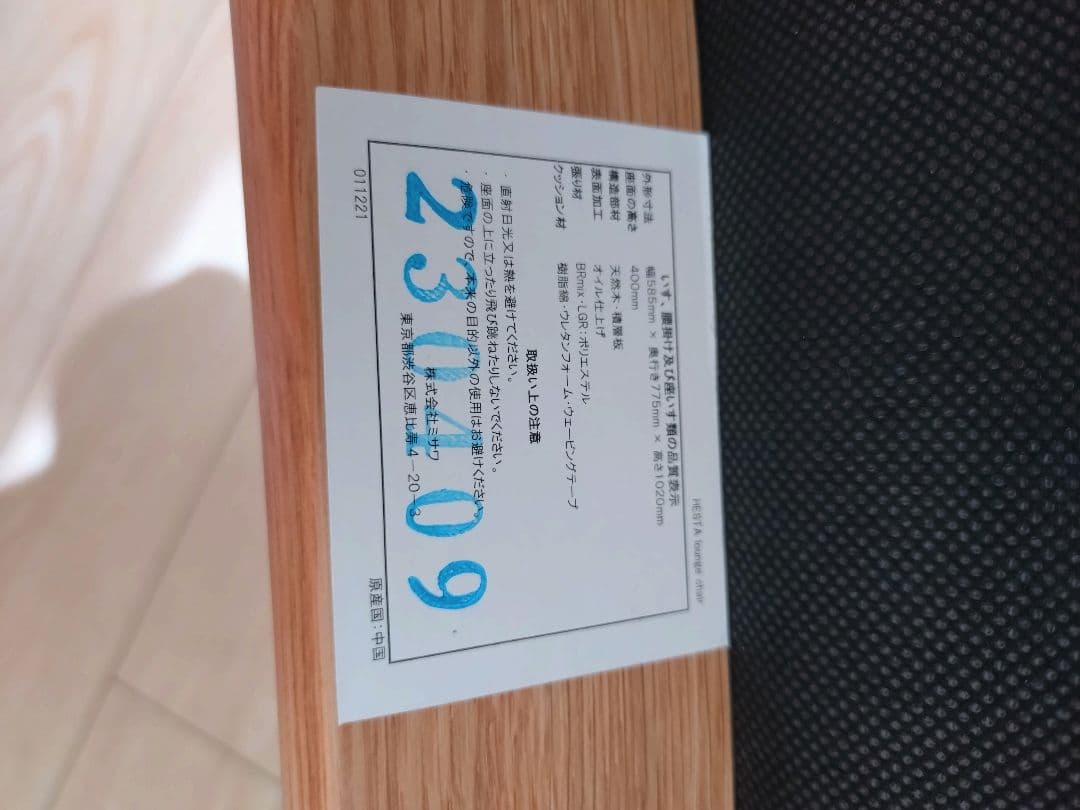 HESTA lounge chair
いす、腰掛け及び座いす類の品質表示
外形寸法 幅585mm × 奥行き775mm × 高さ1020mm
座面の高さ 400mm
構造部材 天然木・積層板
表面加工 オイル仕上げ
張り材 BRmix・LGR:ポリエステル
クッション材 樹脂綿・ウレタンフォーム・ウェービングテープ
取扱い上の注意
・直射日光又は熱を避けてください。
・座面の上に立ったり飛び跳ねたりしないでください。
・危険ですので、本来の目的以外の使用はお避けください。
株式会社ミサワ
東京都渋谷区恵比寿4-20-3
230409
011221
原産国:中国